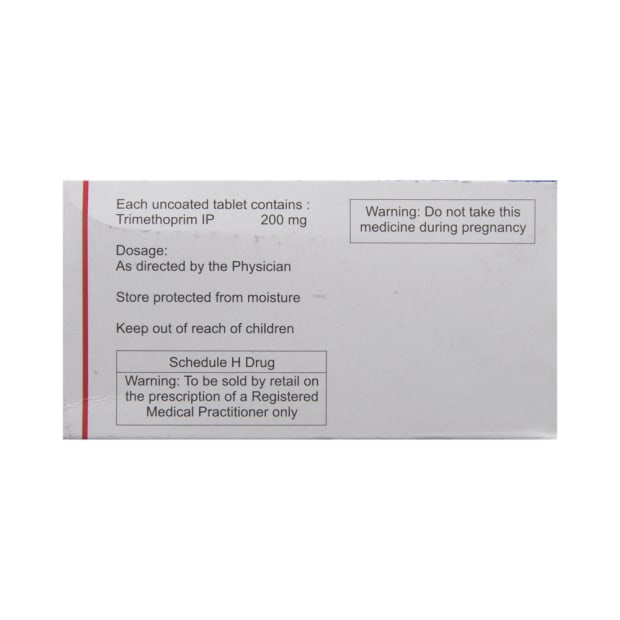 Each uncoated tablet contains :
Trimethoprim IP 200 mg
Warning: Do not take this
medicine during pregnancy
Dosage:
As directed by the Physician
Store protected from moisture
Keep out of reach of children
Schedule H Drug
Warning: To be sold by retail on
the prescription of a Registered
Medical Practitioner only